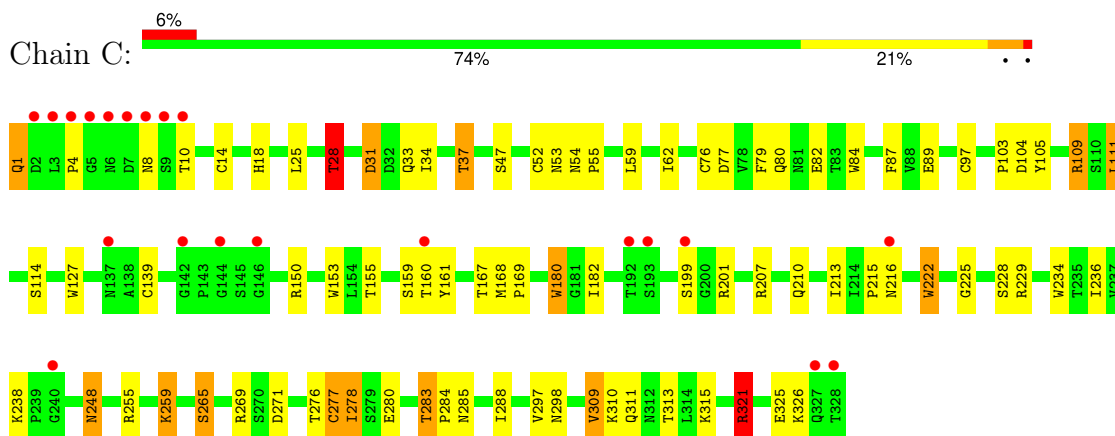 6%
Chain C:
74% 21% • •
Q1 D2 L3 P4 G5 N6 D7 N8 S9 T10 C14 H18 L25 T28 D31 D32 Q33 I34 T37 S47 C52 N53 N54 P55 L59 I62 C76 D77 V78 F79 Q80 N81 E82 T83 W84 F87 V88 E89 C97 P103 D104 Y105 R109 S110 L111
S114 W127 N137 A138 C139 G142 P143 G144 S145 G146 R150 W153 L154 T155 S159 T160 Y161 T167 M168 P169 W180 G181 I182 T192 S193 S199 G200 R201 R207 Q210 I213 I214 P215 N216 W222 G225 S228 R229 W234 T235 I236 V237
K238 P239 G240 N248 R255 K259 S265 R269 S270 D271 T276 C277 I278 S279 E280 T283 P284 N285 I288 V297 N298 V309 K310 Q311 N312 T313 L314 K315 R321 E325 K326 Q327 T328